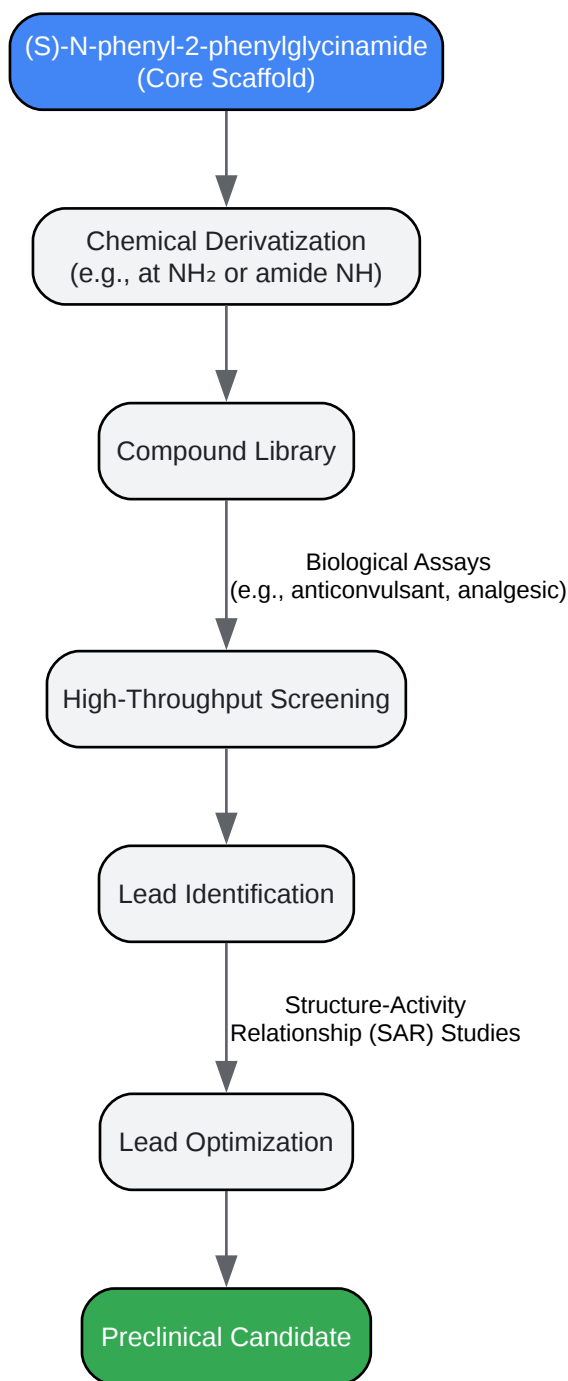 (S)-N-phenyl-2-phenylglycinamide
(Core Scaffold)
Chemical Derivatization
(e.g., at NH₂ or amide NH)
Compound Library
Biological Assays
(e.g., anticonvulsant, analgesic)
High-Throughput Screening
Lead Identification
Structure-Activity
Relationship (SAR) Studies
Lead Optimization
Preclinical Candidate